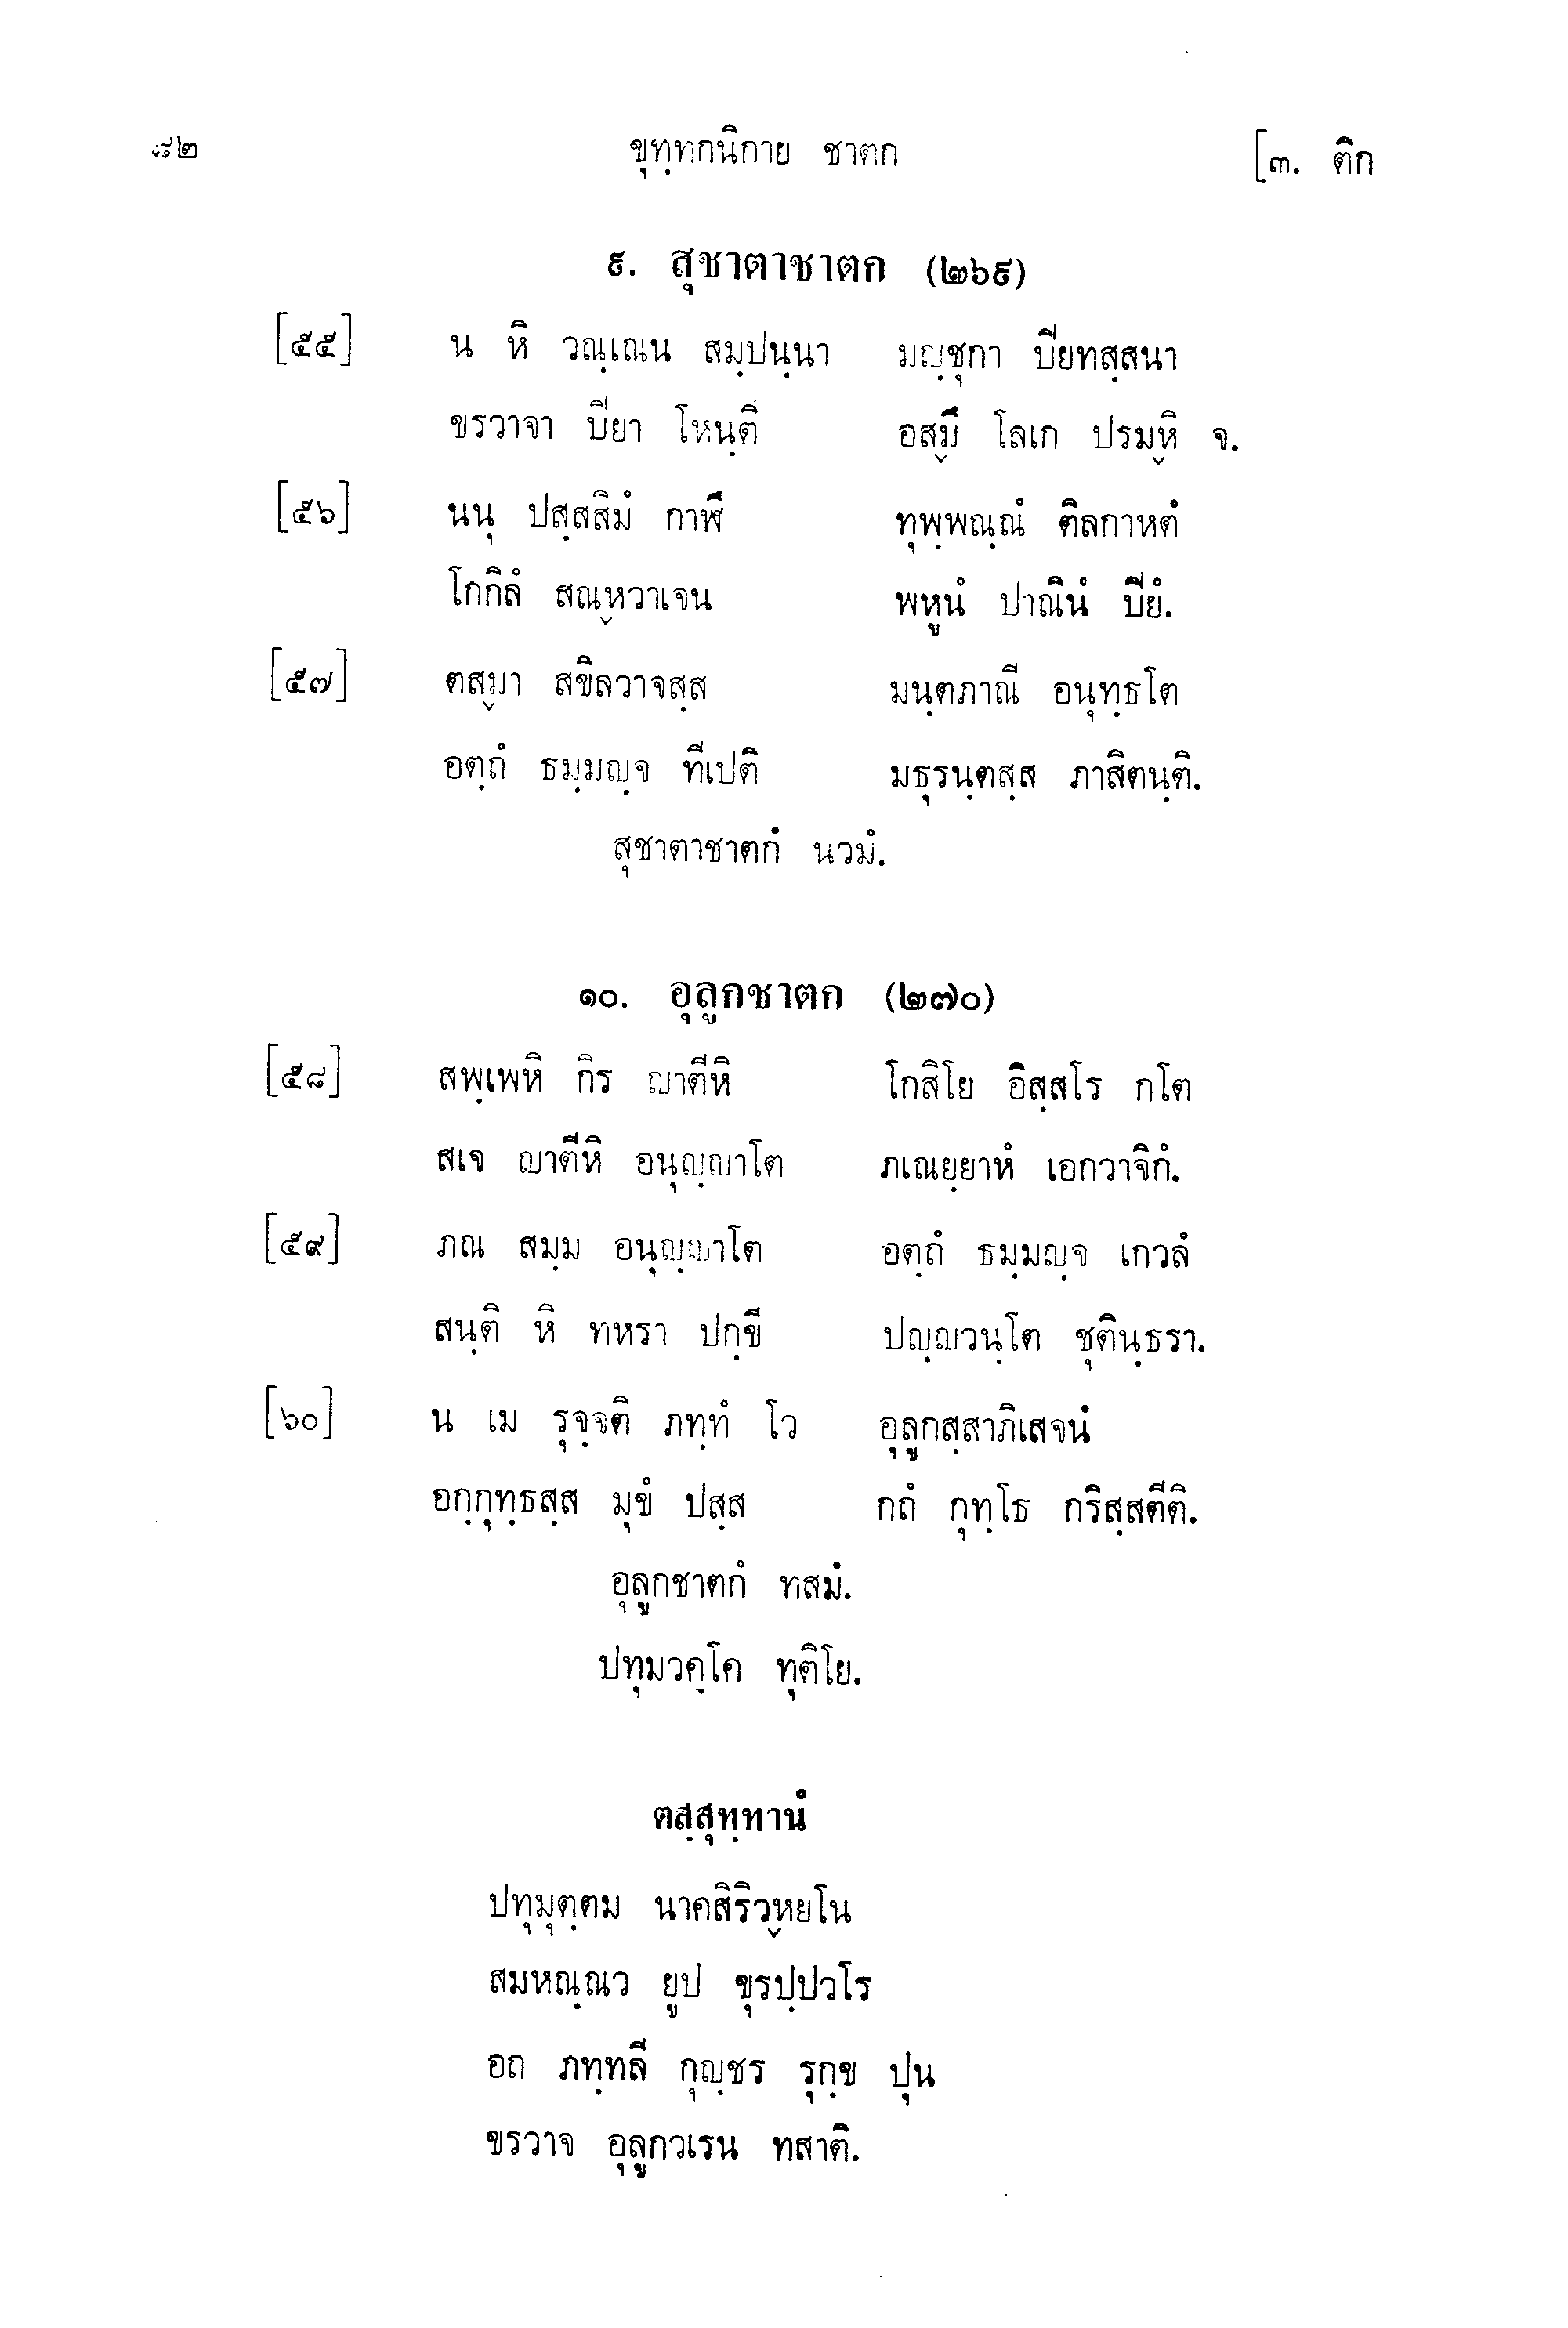 ๘๒ ขุทฺทกนิกาย ชาตก [๓. ติก
๙. สุชาตาชาตก (๒๖๙)
[๕๕] น หิ วณฺเณน สมฺปนฺนา มญฺชุกา ปิยทสฺสนา
ขรวาจา ปิยา โหนฺติ อส๎มึ โลเก ปรม๎หิ จ.
[๕๖] นนุ ปสฺสสิมํ กาฬึ ทุพฺพณฺณํ ติลกาหตํ
โกกิลํ สณ๎หวาเจน พหูนํ ปาณินํ ปิยํ.
[๕๗] ตส๎มา สขิลวาจสฺส มนฺตภาณี อนุทฺธโต
อตฺถํ ธมฺมญฺจ ทีเปติ มธุรนฺตสฺส ภาสิตนฺติ.
สุชาตาชาตกํ นวมํ.
๑๐. อุลูกชาตก (๒๗๐)
[๕๘] สพฺเพหิ กิร ญาตีหิ โกสิโย อิสฺสโร กโต
สเจ ญาตีหิ อนุญฺญาโต ภเณยฺยาหํ เอกวาจิกํ.
[๕๙] ภณ สมฺม อนุญฺญาโต อตฺถํ ธมฺมญฺจ เกวลํ
สนฺติ หิ ทหรา ปกฺขี ปญฺญวนฺโต ชุตินฺธรา.
[๖๐] น เม รุจฺจติ ภทฺทํ โว อุลูกสฺสาภิเสจนํ
อกฺกุทฺธสฺส มุขํ ปสฺส กถํ กุทฺโธ กริสฺสตีติ.
อุลูกชาตกํ ทสมํ.
ปทุมวคฺโค ทุติโย.
ตสฺสุทฺทานํ
ปทุมุตฺตม นาคสิริว๎หยโน
สมหณฺณว ยูป ขุรปฺปวโร
อถ ภทฺทลี กุญฺชร รุกฺข ปุน
ขรวาจ อุลูกวเรน ทสาติ.